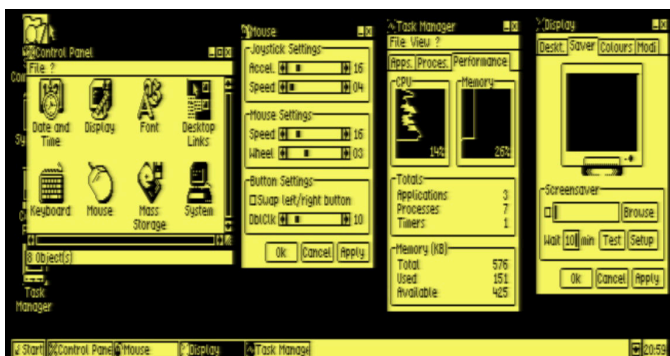 Control Panel
File ?
Date and Time
Display
Font
Desktop Links
Keyboard
Mouse
Mass Storage
System
8 Object(s)
Task Manager
Mouse
Joystick Settings
Accel. 16
Speed 04
Mouse Settings
Speed 16
Wheel 03
Button Settings
Swap left/right button
DblClk 10
Ok Cancel Apply
Task Manager
File View ?
Apps. Proces. Performance
CPU Memory
14% 26%
Totals
Applications 3
Processes 7
Timers 1
Memory (KB)
Total 576
Used 151
Available 425
Display
Deskt. Saver Colours Modi
Screensaver
Browse
Wait 10 min Test Setup
Ok Cancel Apply
Start Control Pane Mouse Display Task Manage 20:59